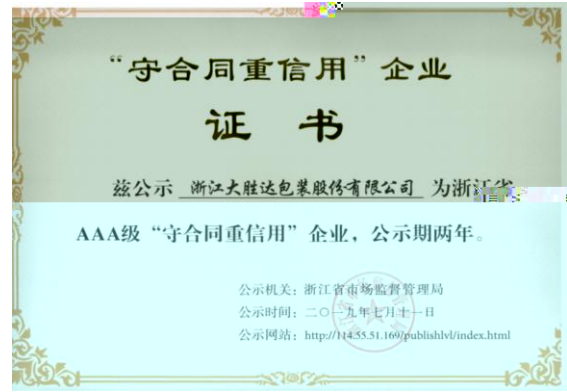 “守合同重信用”企业
证 书
兹公示 浙江大胜达包装股份有限公司 为浙江省
AAA级“守合同重信用”企业，公示期两年。
公示机关：浙江省市场监督管理局
公示时间：二〇一九年七月十一日
公示网站：http://114.55.51.169/publishlvl/index.html